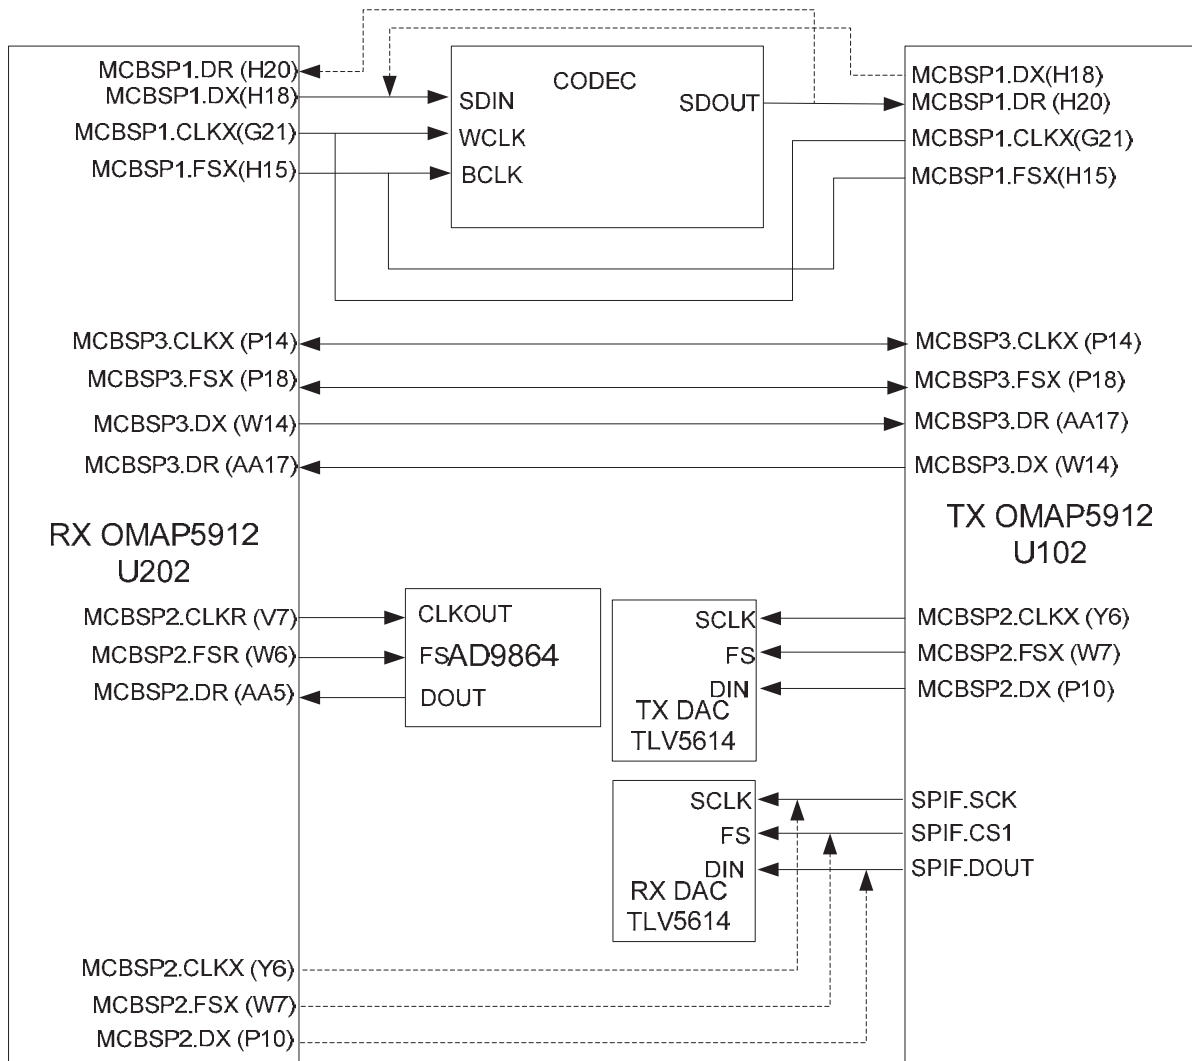 MCBSP1.DR (H20)
MCBSP1.DX(H18)
MCBSP1.CLKX(G21)
MCBSP1.FSX(H15)
CODEC
SDIN
SDOUT
WCLK
BCLK
MCBSP1.DX(H18)
MCBSP1.DR (H20)
MCBSP1.CLKX(G21)
MCBSP1.FSX(H15)
MCBSP3.CLKX (P14)
MCBSP3.CLKX (P14)
MCBSP3.FSX (P18)
MCBSP3.FSX (P18)
MCBSP3.DX (W14)
MCBSP3.DR (AA17)
MCBSP3.DR (AA17)
MCBSP3.DX (W14)
RX OMAP5912
U202
TX OMAP5912
U102
MCBSP2.CLKR (V7)
MCBSP2.FSR (W6)
MCBSP2.DR (AA5)
CLKOUT
FS AD9864
DOUT
SCLK
FS
DIN
TX DAC
TLV5614
MCBSP2.CLKX (Y6)
MCBSP2.FSX (W7)
MCBSP2.DX (P10)
SCLK
FS
DIN
RX DAC
TLV5614
SPIF.SCK
SPIF.CS1
SPIF.DOUT
MCBSP2.CLKX (Y6)
MCBSP2.FSX (W7)
MCBSP2.DX (P10)